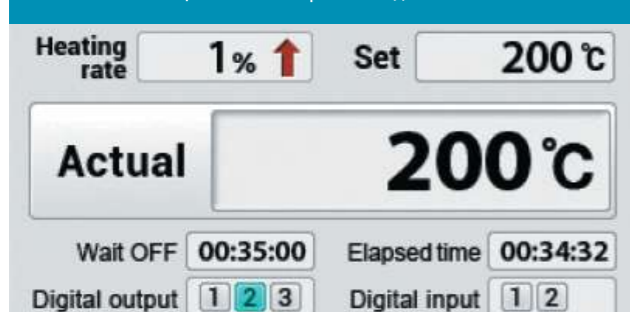 Heating rate 1% ↑ Set 200 ℃
Actual 200 ℃
Wait OFF 00:35:00 Elapsed time 00:34:32
Digital output 1 2 3 Digital input 1 2